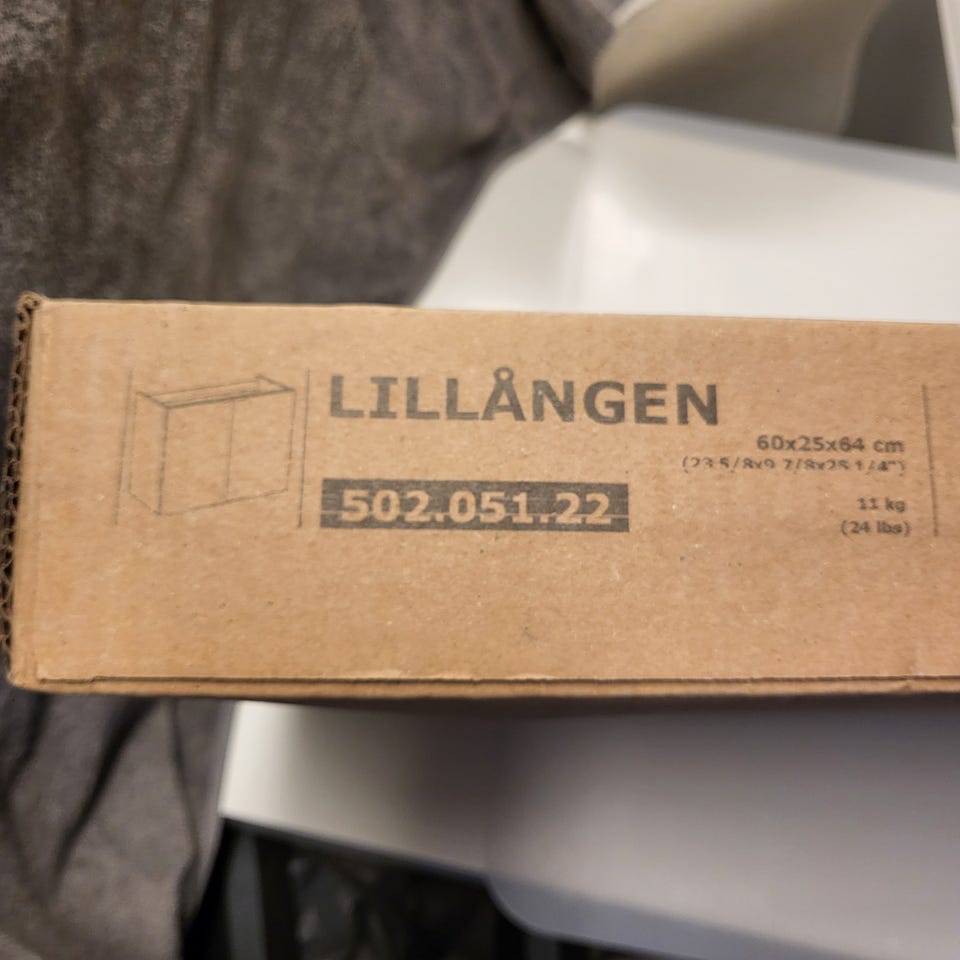 LILLÅNGEN
60x25x64 cm
(23 5/8x9 7/8x25 1/4")
502.051.22
11 kg
(24 lbs)